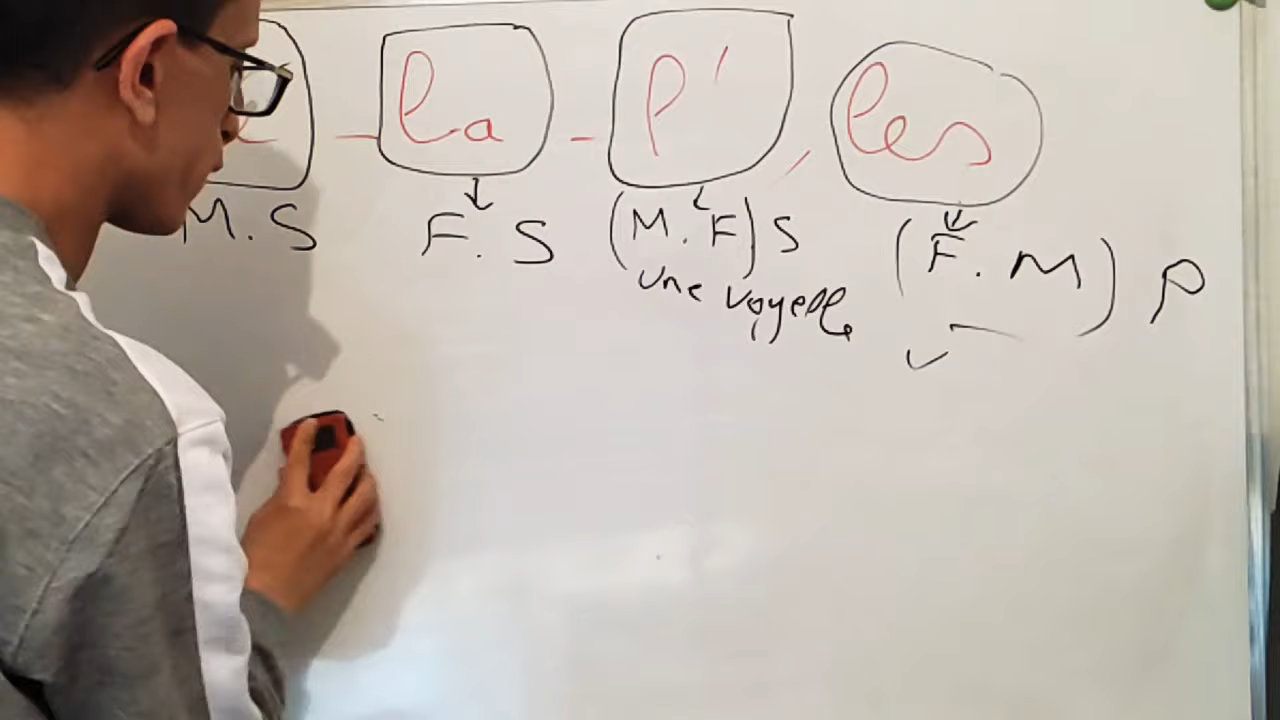 e - la - l' , les
M.S F.S (M.F) S (F.M) P
une voyelle